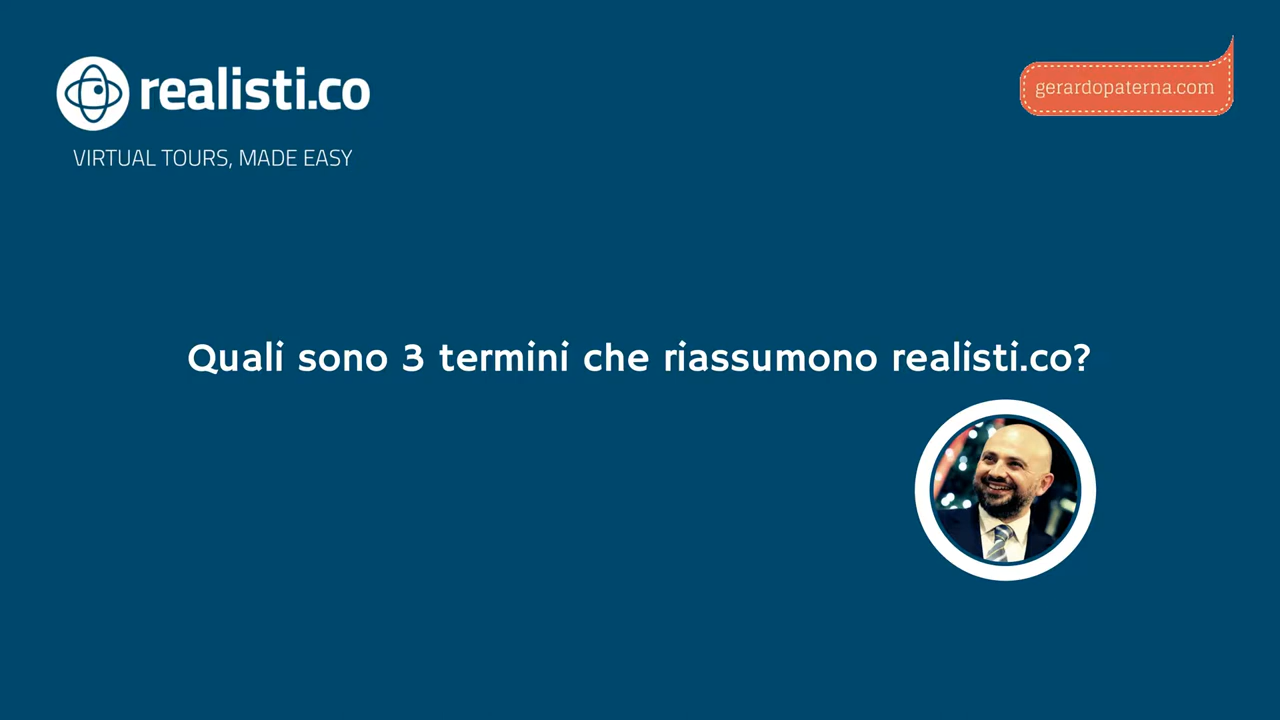 realisti.co
gerardopaterna.com
VIRTUAL TOURS, MADE EASY
Quali sono 3 termini che riassumono realisti.co?